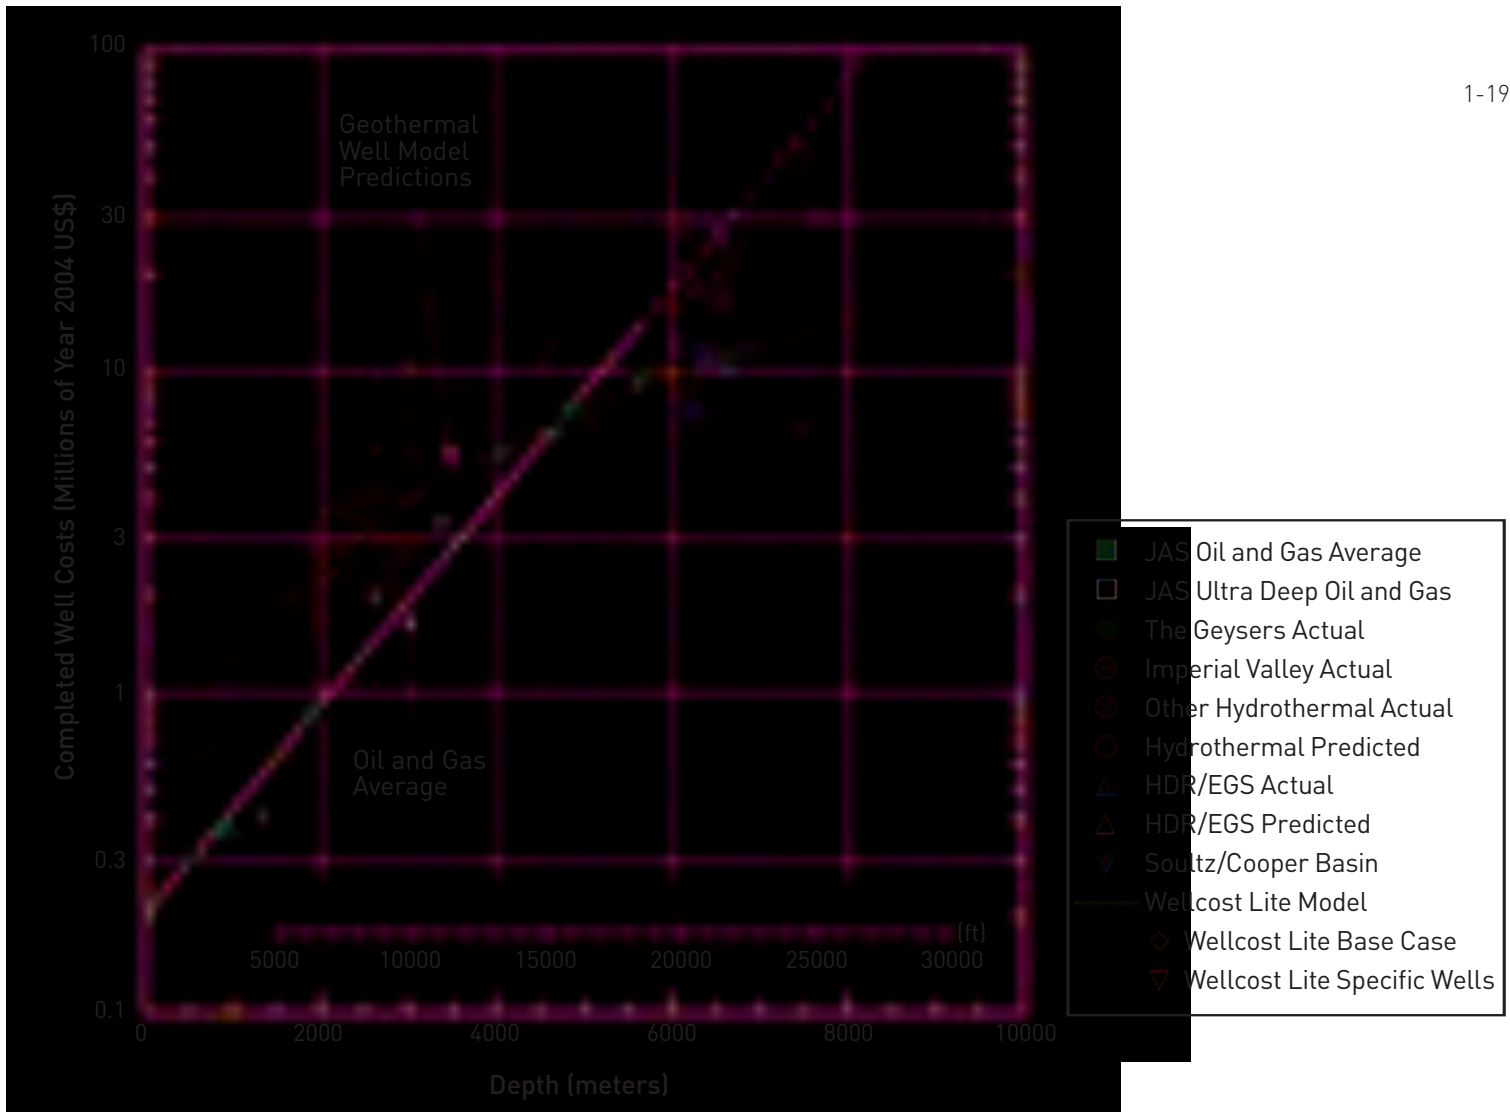 1-19
100
30
10
3
1
0.3
0.1
Completed Well Costs (Millions of Year 2004 US$)
Geothermal
Well Model
Predictions
Oil and Gas
Average
(ft)
5000 10000 15000 20000 25000 30000
0 2000 4000 6000 8000 10000
Depth (meters)
JAS Oil and Gas Average
JAS Ultra Deep Oil and Gas
The Geysers Actual
Imperial Valley Actual
Other Hydrothermal Actual
Hydrothermal Predicted
HDR/EGS Actual
HDR/EGS Predicted
Soultz/Cooper Basin
Wellcost Lite Model
Wellcost Lite Base Case
Wellcost Lite Specific Wells